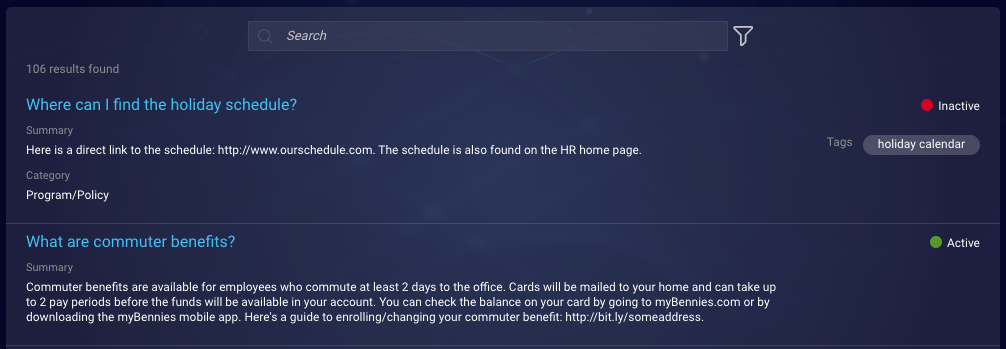 Search
106 results found
Where can I find the holiday schedule?
Inactive
Summary
Here is a direct link to the schedule: http://www.ourschedule.com. The schedule is also found on the HR home page.
Tags
holiday calendar
Category
Program/Policy
What are commuter benefits?
Active
Summary
Commuter benefits are available for employees who commute at least 2 days to the office. Cards will be mailed to your home and can take up
to 2 pay periods before the funds will be available in your account. You can check the balance on your card by going to myBennies.com or by
downloading the myBennies mobile app. Here's a guide to enrolling/changing your commuter benefit: http://bit.ly/someaddress.